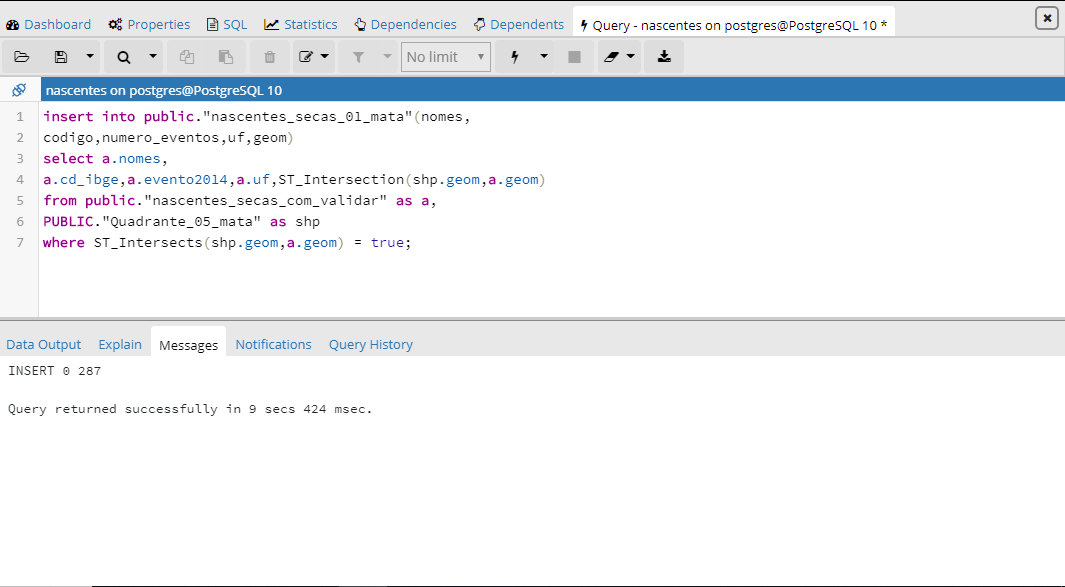 Dashboard Properties SQL Statistics Dependencies Dependents Query - nascentes on postgres@PostgreSQL 10 *
No limit
nascentes on postgres@PostgreSQL 10
1 insert into public."nascentes_secas_01_mata"(nomes,
2 codigo,numero_eventos,uf,geom)
3 select a.nomes,
4 a.cd_ibge,a.evento2014,a.uf,ST_Intersection(shp.geom,a.geom)
5 from public."nascentes_secas_com_validar" as a,
6 PUBLIC."Quadrante_05_mata" as shp
7 where ST_Intersects(shp.geom,a.geom) = true;
Data Output Explain Messages Notifications Query History
INSERT 0 287
Query returned successfully in 9 secs 424 msec.